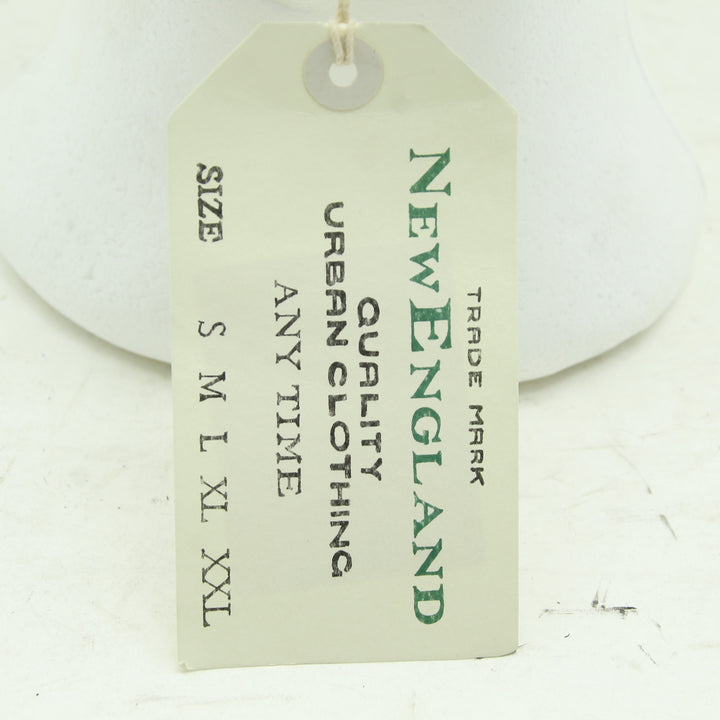 TRADE MARK
NEWENGLAND
QUALITY
URBAN CLOTHING
ANY TIME
SIZE S M L XL XXL